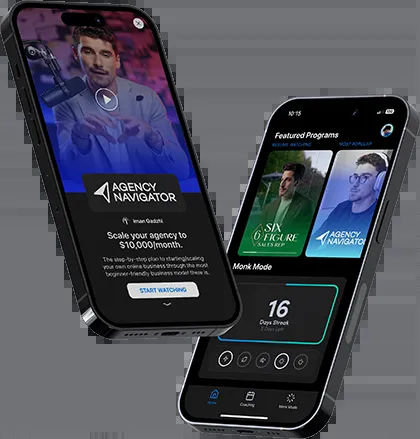 AGENCY
NAVIGATOR
Iman Gadzhi
Scale your agency to
$10,000/month.
The step-by-step plan to starting/scaling
your own online business through the most
beginner-friendly business model there is.
START WATCHING
10:15
Featured Programs
RESUME WATCHING
MOST POPULAR
SIX
6 FIGURE
SALES REP
AGENCY
NAVIGATOR
Monk Mode
16
Days Streak
Days Left
Home
Coaching
Monk Mode